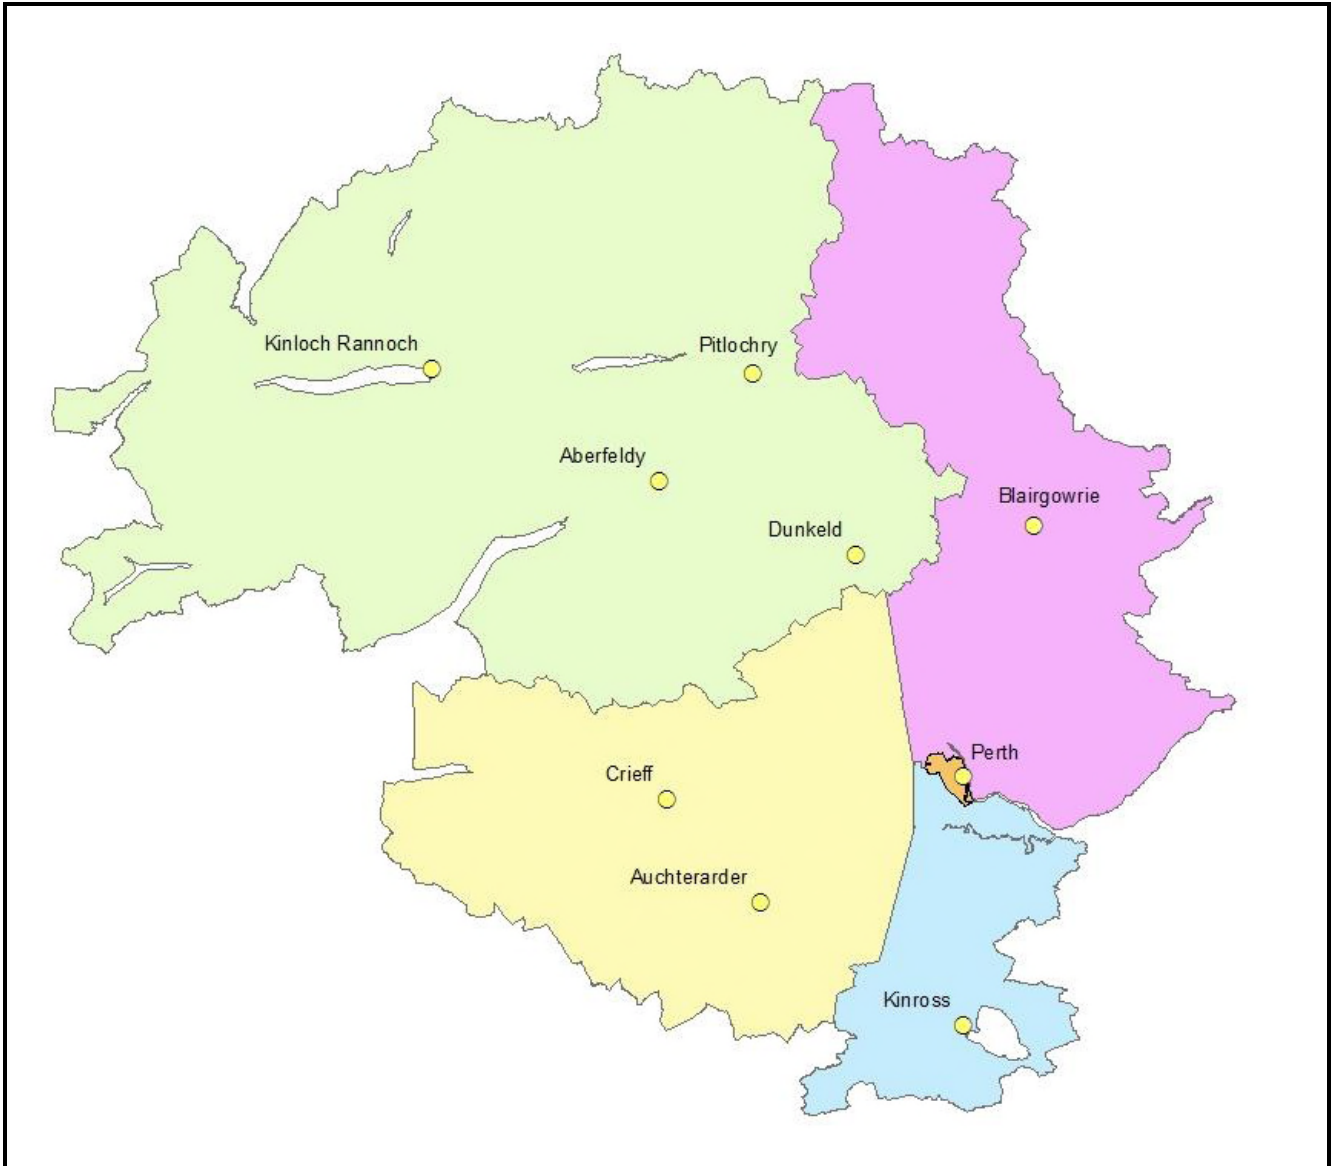 Kinloch Rannoch
Pitlochry
Aberfeldy
Blairgowrie
Dunkeld
Perth
Crieff
Auchterarder
Kinross